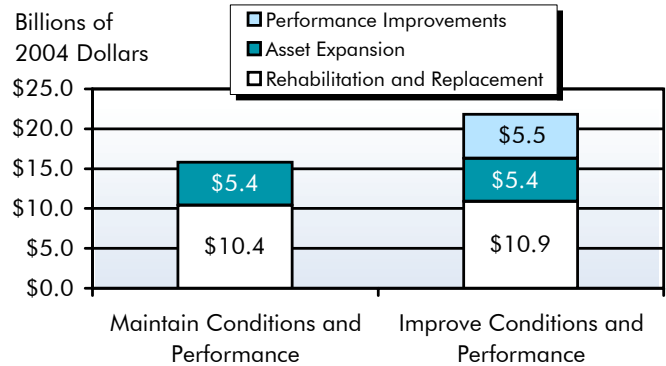 Billions of
2004 Dollars
Performance Improvements
Asset Expansion
Rehabilitation and Replacement
$25.0
$20.0
$15.0
$10.0
$5.0
$0.0
$5.4
$10.4
$5.5
$5.4
$10.9
Maintain Conditions and
Performance
Improve Conditions and
Performance